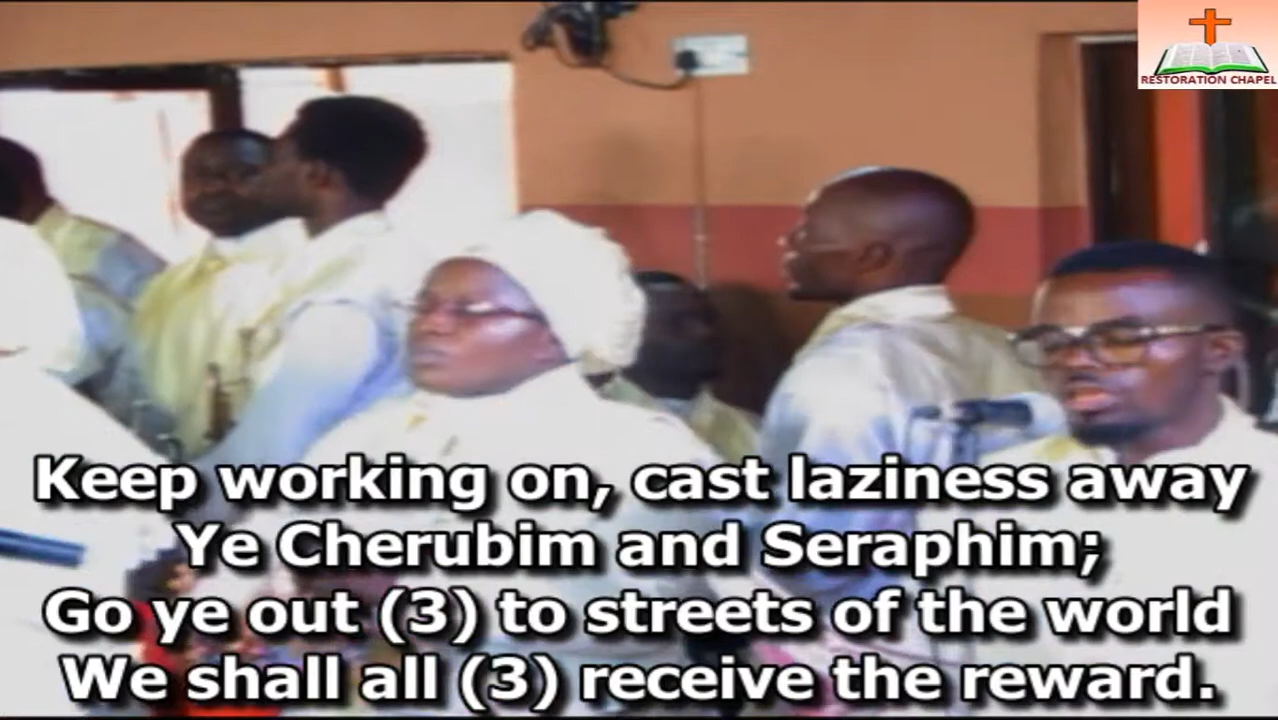 RESTORATION CHAPEL
Keep working on, cast laziness away
Ye Cherubim and Seraphim;
Go ye out (3) to streets of the world
We shall all (3) receive the reward.